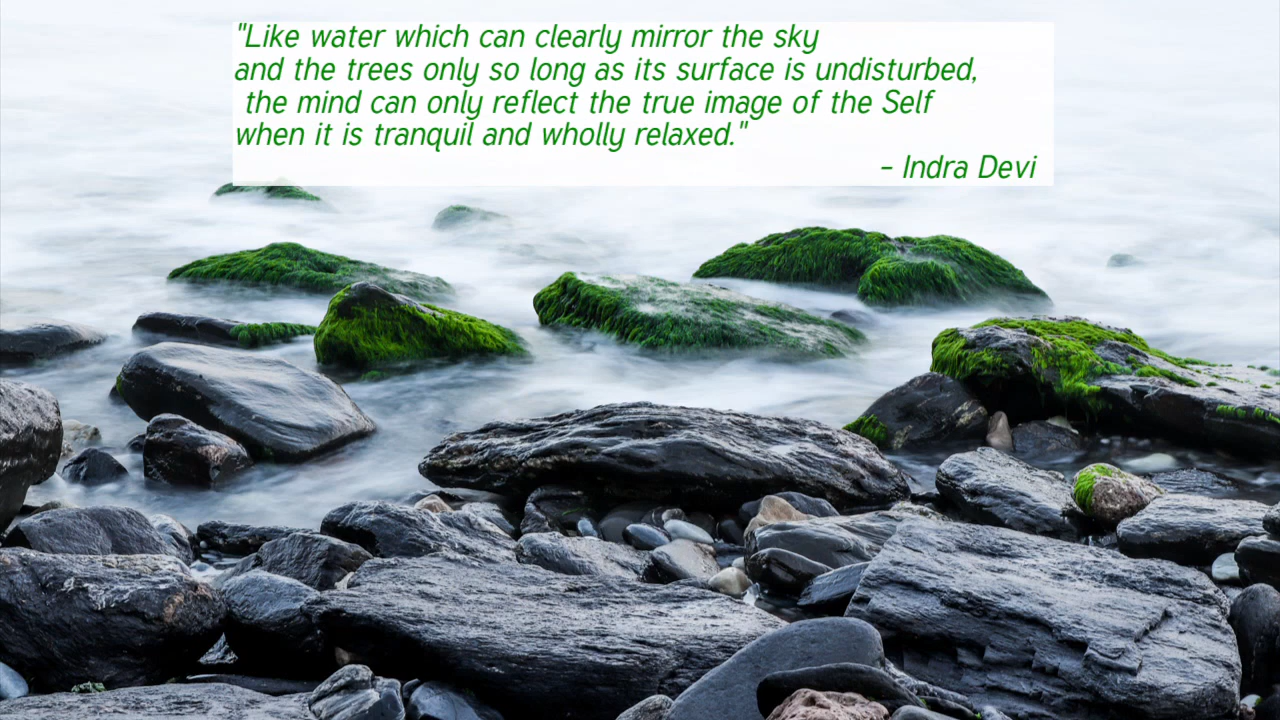 "Like water which can clearly mirror the sky
and the trees only so long as its surface is undisturbed,
the mind can only reflect the true image of the Self
when it is tranquil and wholly relaxed."
- Indra Devi